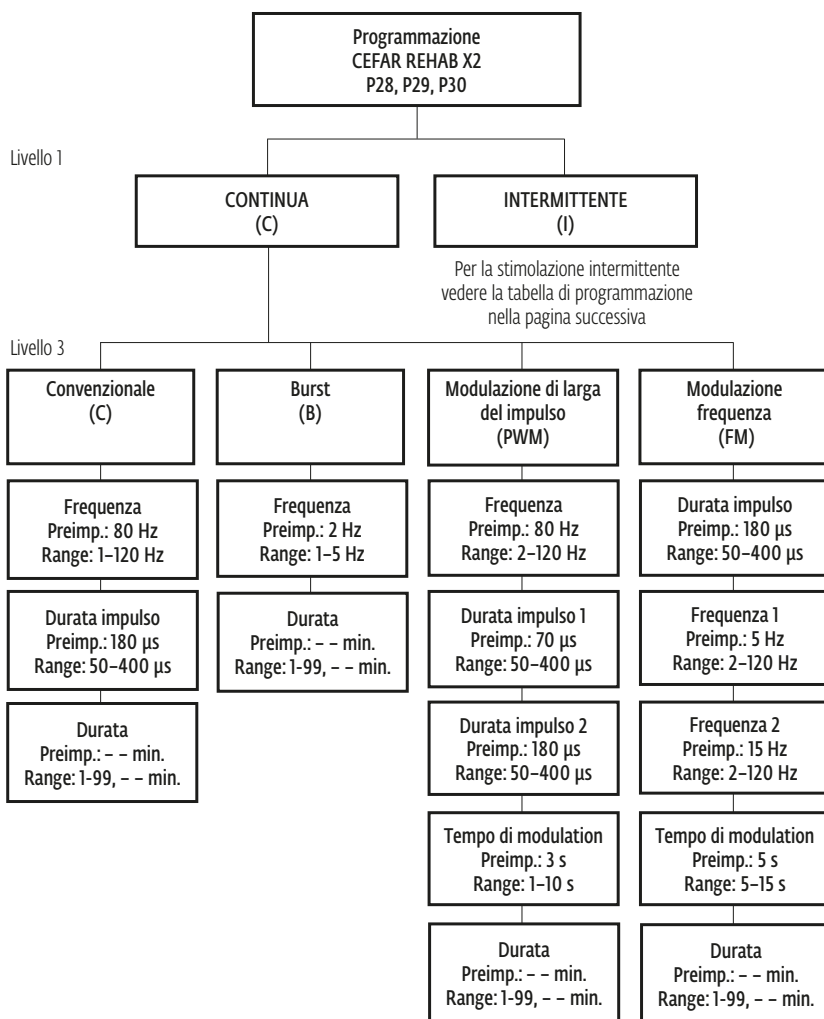 Programmazione
CEFAR REHAB X2
P28, P29, P30
Livello 1
CONTINUA
(C)
INTERMITTENTE
(I)
Per la stimolazione intermittente
vedere la tabella di programmazione
nella pagina successiva
Livello 3
Convenzionale
(C)
Frequenza
Preimp.: 80 Hz
Range: 1–120 Hz
Durata impulso
Preimp.: 180 µs
Range: 50–400 µs
Durata
Preimp.: – – min.
Range: 1-99, – – min.
Burst
(B)
Frequenza
Preimp.: 2 Hz
Range: 1–5 Hz
Durata
Preimp.: – – min.
Range: 1-99, – – min.
Modulazione di larga
del impulso
(PWM)
Frequenza
Preimp.: 80 Hz
Range: 2–120 Hz
Durata impulso 1
Preimp.: 70 µs
Range: 50–400 µs
Durata impulso 2
Preimp.: 180 µs
Range: 50–400 µs
Tempo di modulation
Preimp.: 3 s
Range: 1–10 s
Durata
Preimp.: – – min.
Range: 1-99, – – min.
Modulazione
frequenza
(FM)
Durata impulso
Preimp.: 180 µs
Range: 50–400 µs
Frequenza 1
Preimp.: 5 Hz
Range: 2–120 Hz
Frequenza 2
Preimp.: 15 Hz
Range: 2–120 Hz
Tempo di modulation
Preimp.: 5 s
Range: 5–15 s
Durata
Preimp.: – – min.
Range: 1-99, – – min.